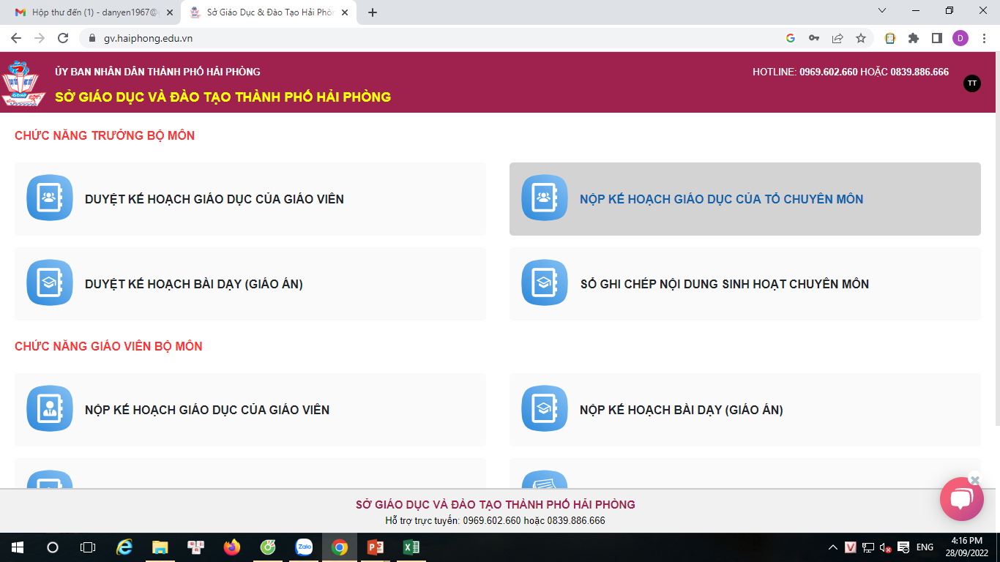 Hộp thư đến (1) - danyen1967@
Sở Giáo Dục & Đào Tạo Hải Phòn
gv.haiphong.edu.vn
D
ỦY BAN NHÂN DÂN THÀNH PHỐ HẢI PHÒNG
HOTLINE: 0969.602.660 HOẶC 0839.886.666
TT
SỞ GIÁO DỤC VÀ ĐÀO TẠO THÀNH PHỐ HẢI PHÒNG
CHỨC NĂNG TRƯỞNG BỘ MÔN
DUYỆT KẾ HOẠCH GIÁO DỤC CỦA GIÁO VIÊN
NỘP KẾ HOẠCH GIÁO DỤC CỦA TỔ CHUYÊN MÔN
DUYỆT KẾ HOẠCH BÀI DẠY (GIÁO ÁN)
SỔ GHI CHÉP NỘI DUNG SINH HOẠT CHUYÊN MÔN
CHỨC NĂNG GIÁO VIÊN BỘ MÔN
NỘP KẾ HOẠCH GIÁO DỤC CỦA GIÁO VIÊN
NỘP KẾ HOẠCH BÀI DẠY (GIÁO ÁN)
SỞ GIÁO DỤC VÀ ĐÀO TẠO THÀNH PHỐ HẢI PHÒNG
Hỗ trợ trực tuyến: 0969.602.660 hoặc 0839.886.666
Zalo
ENG
4:16 PM
28/09/2022